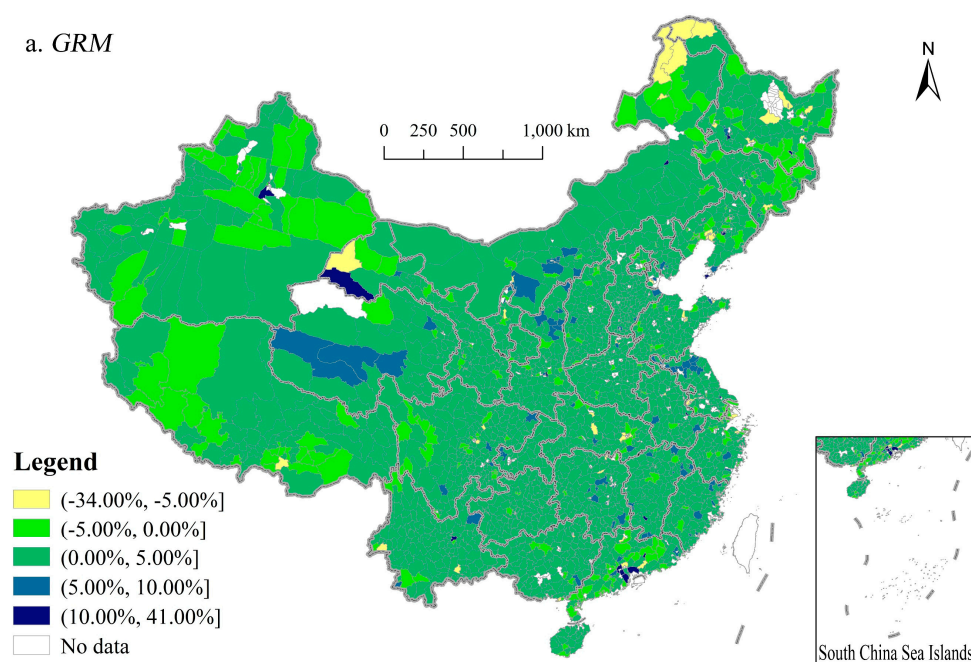 a. GRM
N
0 250 500 1,000 km
Legend
(-34.00%, -5.00%]
(-5.00%, 0.00%]
(0.00%, 5.00%]
(5.00%, 10.00%]
(10.00%, 41.00%]
No data
South China Sea Islands